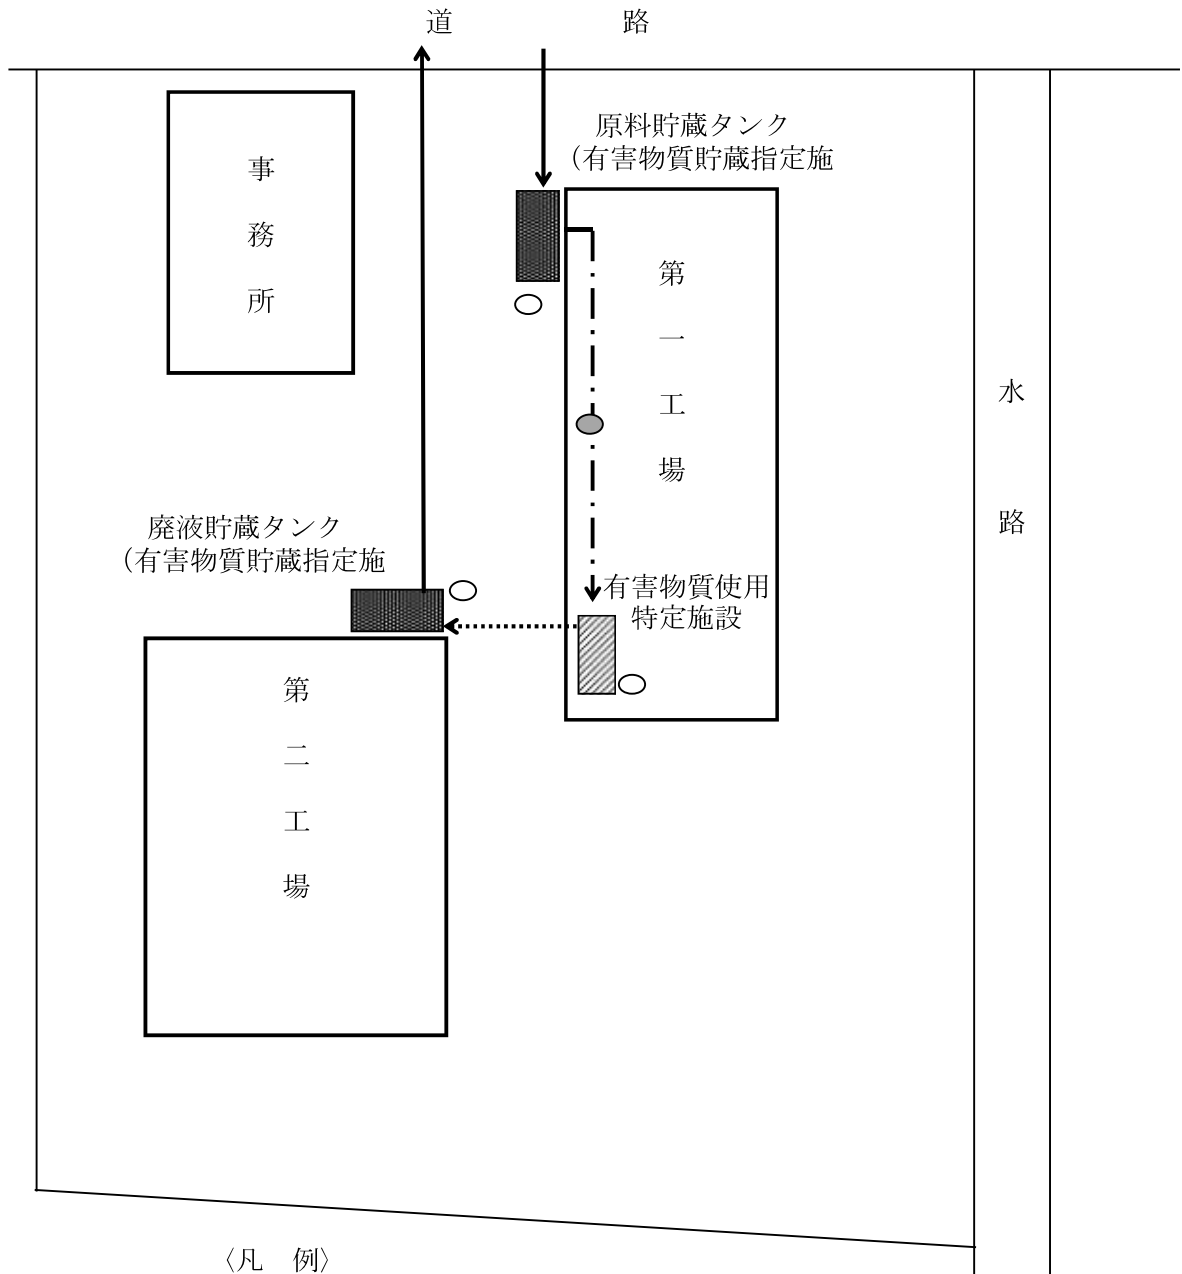 道　路
原料貯蔵タンク
（有害物質貯蔵指定施
事務所
第一工場
水路
廃液貯蔵タンク
（有害物質貯蔵指定施
有害物質使用
特定施設
第二工場
〈凡　例〉